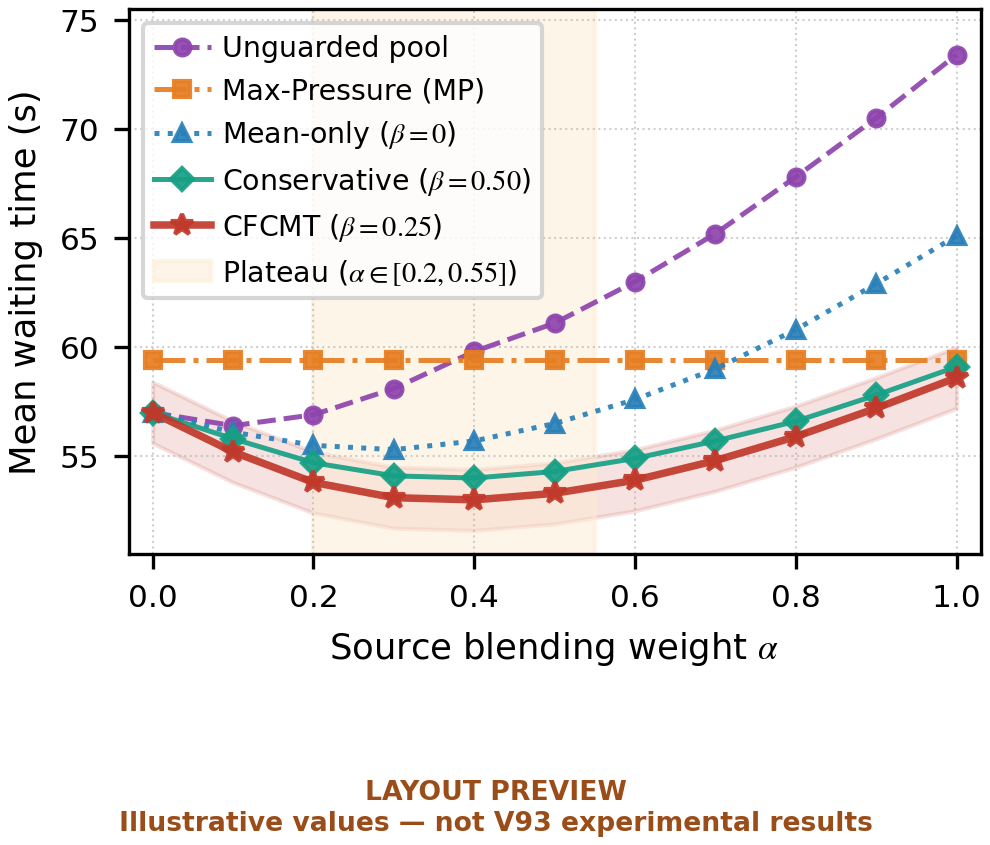 75
70
65
60
55
Mean waiting time (s)
Unguarded pool
Max-Pressure (MP)
Mean-only (β = 0)
Conservative (β = 0.50)
CFCMT (β = 0.25)
Plateau (α ∈ [0.2, 0.55])
0.0 0.2 0.4 0.6 0.8 1.0
Source blending weight α
LAYOUT PREVIEW
Illustrative values — not V93 experimental results